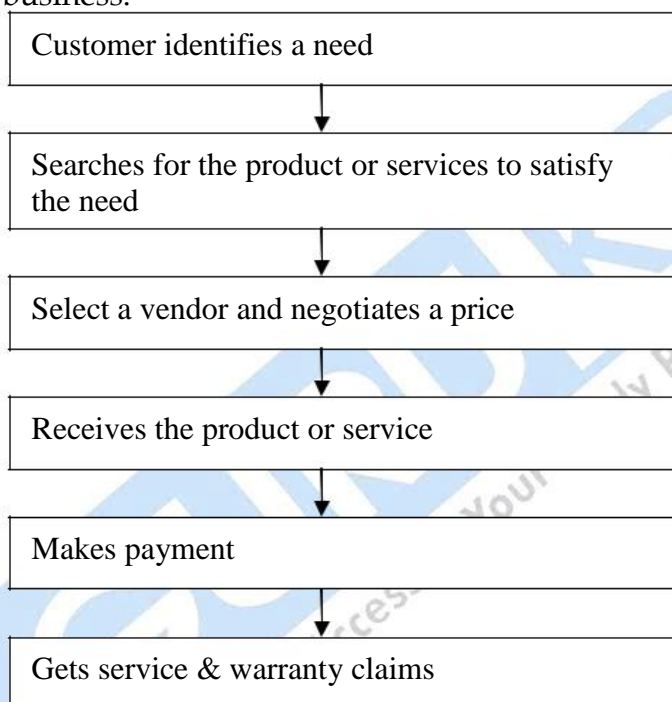 business.
Customer identifies a need
Searches for the product or services to satisfy
the need
Select a vendor and negotiates a price
Receives the product or service
Makes payment
Gets service & warranty claims